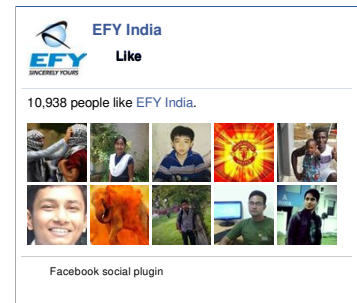 EFY India
EFY
SINCERELY YOURS
Like
10,938 people like EFY India.
Facebook social plugin